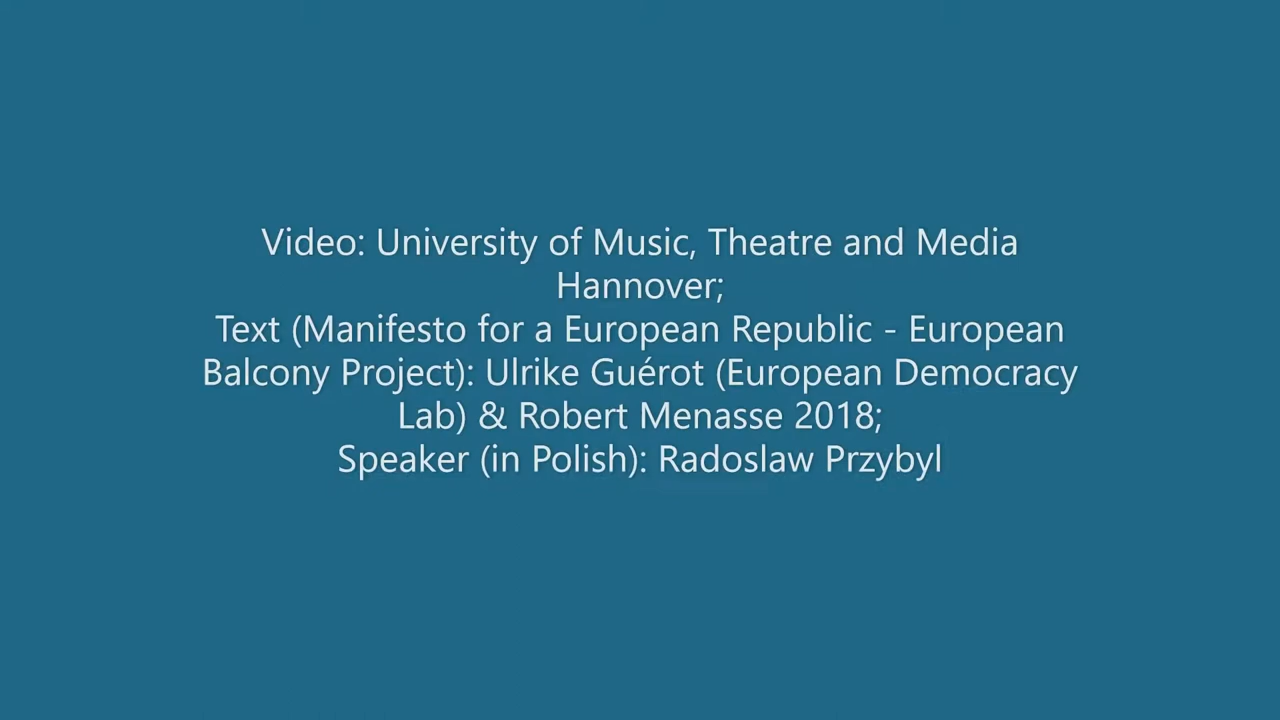 Video: University of Music, Theatre and Media
Hannover;
Text (Manifesto for a European Republic - European
Balcony Project): Ulrike Guérot (European Democracy
Lab) & Robert Menasse 2018;
Speaker (in Polish): Radoslaw Przybyl